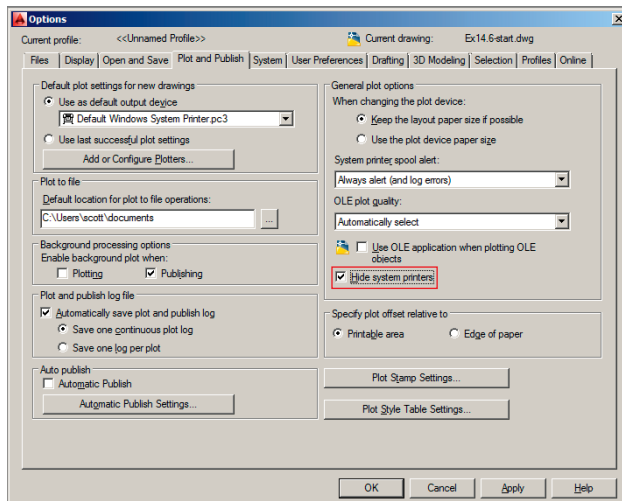 Options
Current profile: <<Unnamed Profile>> Current drawing: Ex14.6-start.dwg
Files Display Open and Save Plot and Publish System User Preferences Drafting 3D Modeling Selection Profiles Online
Default plot settings for new drawings
Use as default output device
Default Windows System Printer.pc3
Use last successful plot settings
Add or Configure Plotters...
Plot to file
Default location for plot to file operations:
C:\Users\scott\documents
...
Background processing options
Enable background plot when:
Plotting Publishing
Plot and publish log file
Automatically save plot and publish log
Save one continuous plot log
Save one log per plot
Auto publish
Automatic Publish
Automatic Publish Settings...
General plot options
When changing the plot device:
Keep the layout paper size if possible
Use the plot device paper size
System printer spool alert:
Always alert (and log errors)
OLE plot quality:
Automatically select
Use OLE application when plotting OLE
objects
Hide system printers
Specify plot offset relative to
Printable area Edge of paper
Plot Stamp Settings...
Plot Style Table Settings...
OK Cancel Apply Help